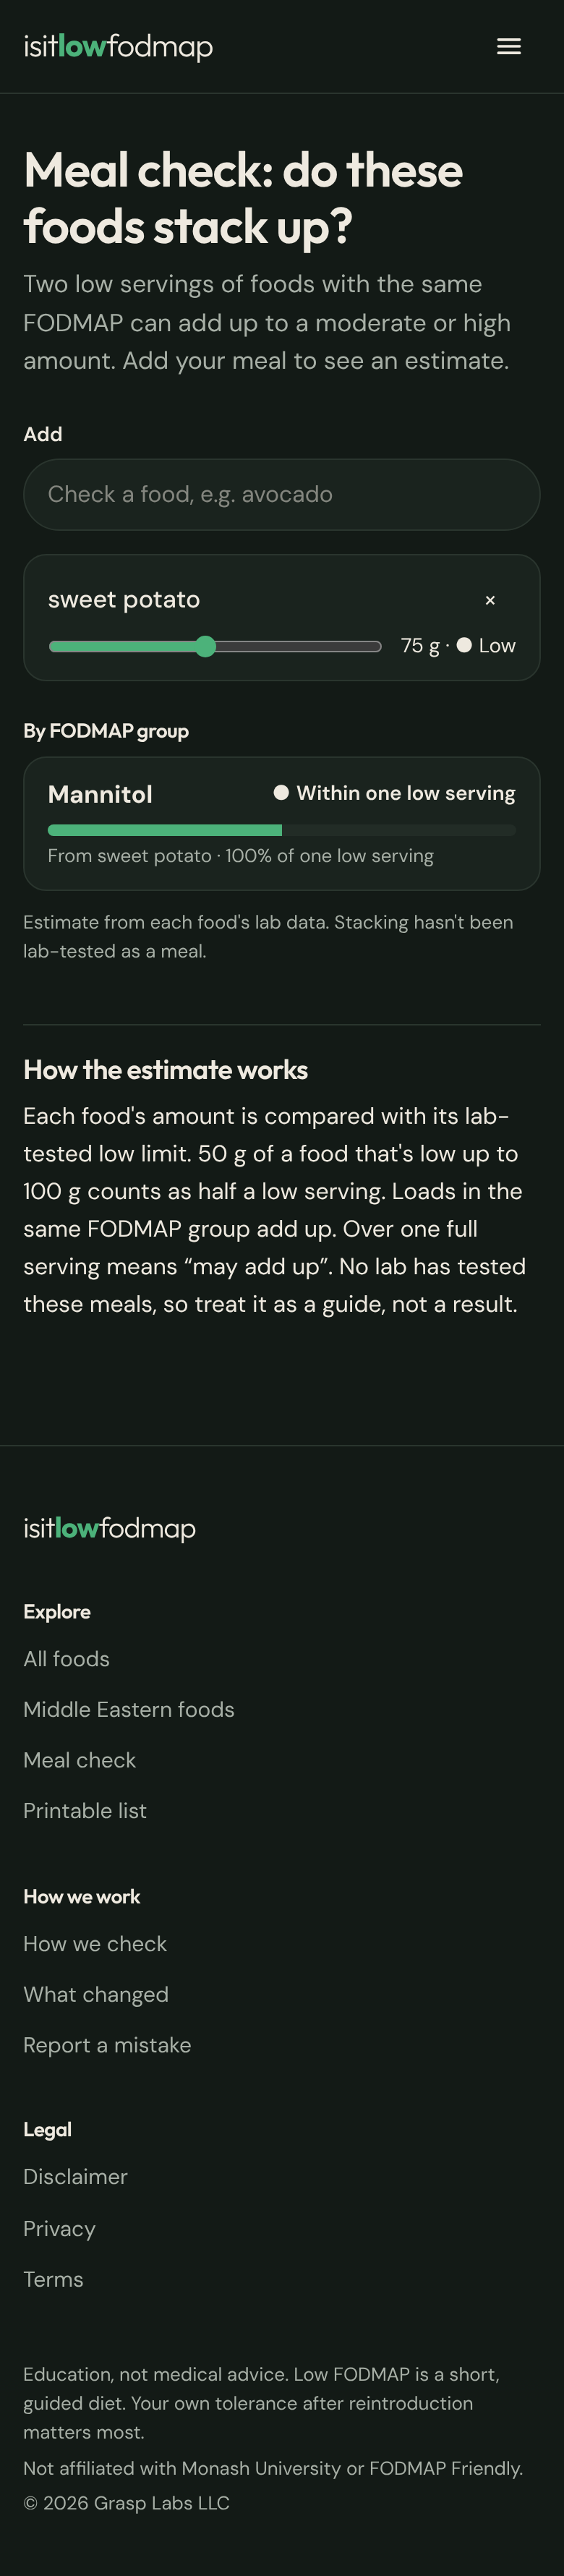 isitlowfodmap
Meal check: do these
foods stack up?
Two low servings of foods with the same
FODMAP can add up to a moderate or high
amount. Add your meal to see an estimate.
Add
Check a food, e.g. avocado
sweet potato ×
75 g · Low
By FODMAP group
Mannitol Within one low serving
From sweet potato · 100% of one low serving
Estimate from each food's lab data. Stacking hasn't been
lab-tested as a meal.
How the estimate works
Each food's amount is compared with its lab-
tested low limit. 50 g of a food that's low up to
100 g counts as half a low serving. Loads in the
same FODMAP group add up. Over one full
serving means “may add up”. No lab has tested
these meals, so treat it as a guide, not a result.
isitlowfodmap
Explore
All foods
Middle Eastern foods
Meal check
Printable list
How we work
How we check
What changed
Report a mistake
Legal
Disclaimer
Privacy
Terms
Education, not medical advice. Low FODMAP is a short,
guided diet. Your own tolerance after reintroduction
matters most.
Not affiliated with Monash University or FODMAP Friendly.
© 2026 Grasp Labs LLC